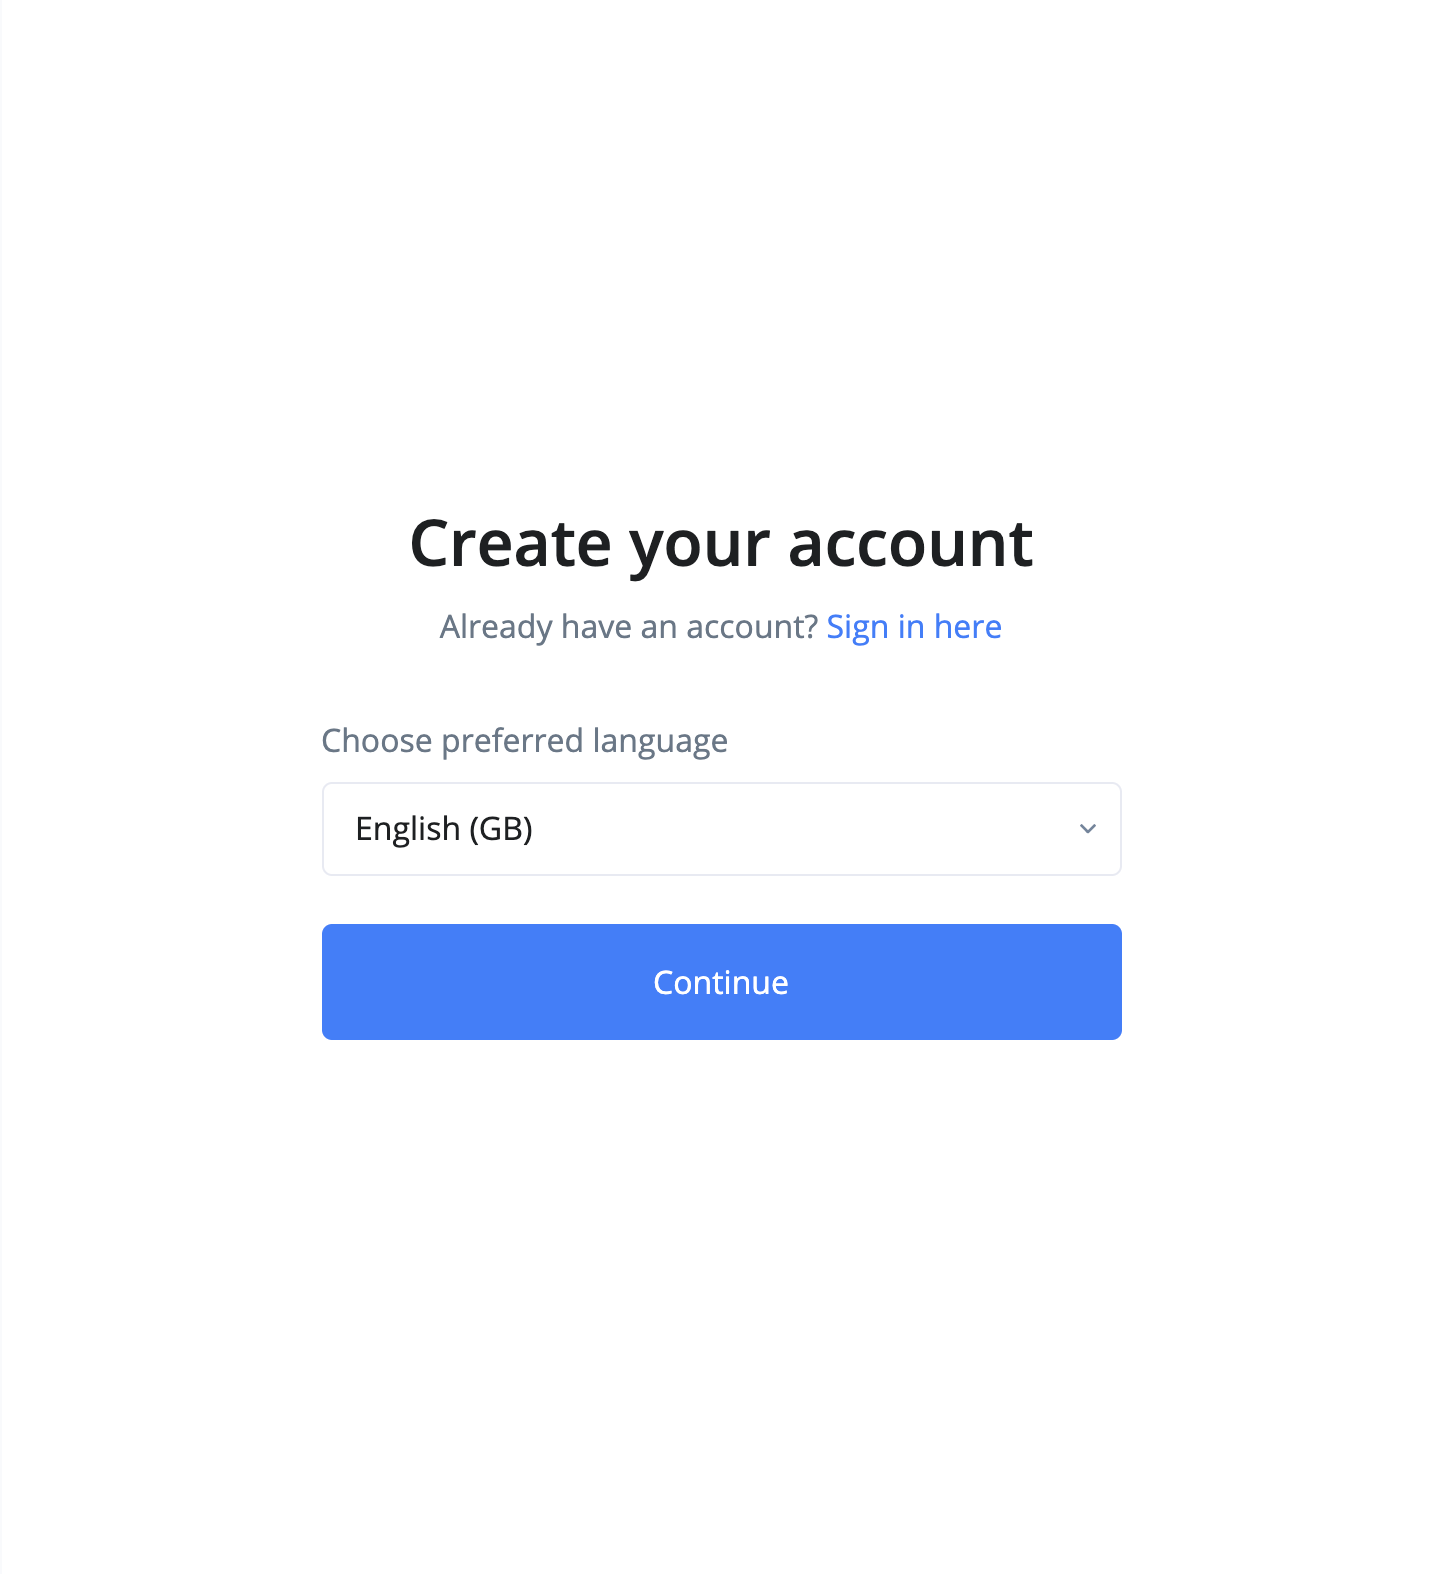 Create your account
Already have an account? Sign in here
Choose preferred language
English (GB)
Continue